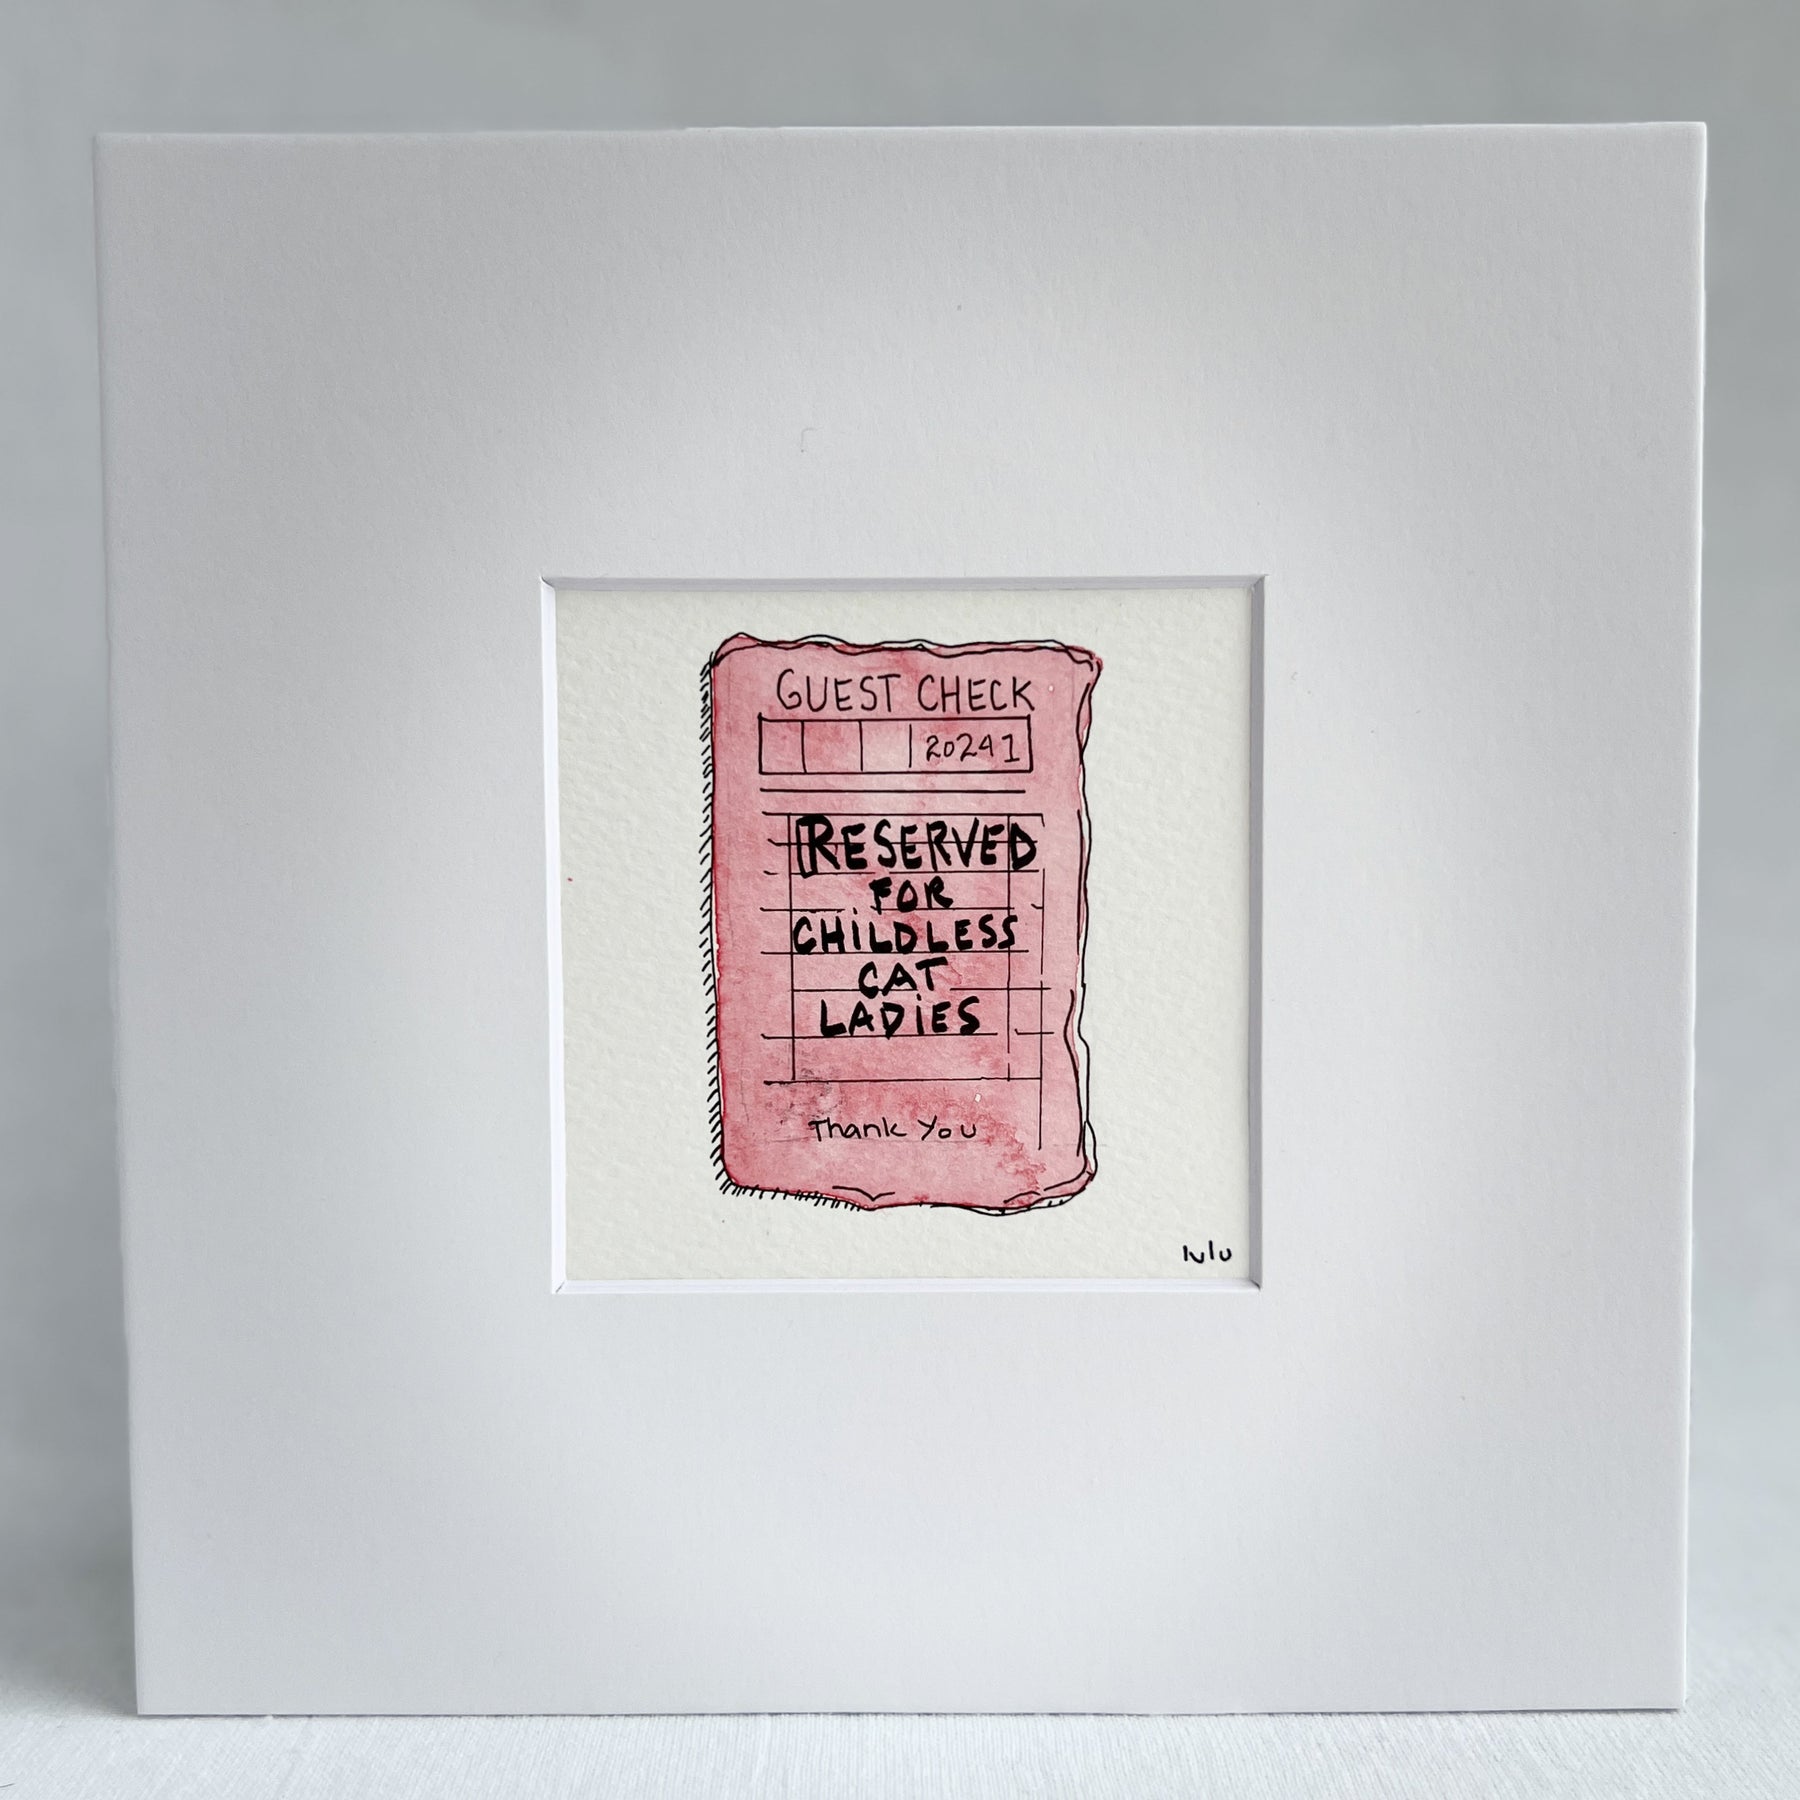 GUEST CHECK
20241
RESERVED
FOR
CHILDLESS
CAT
LADIES
Thank You
lulu